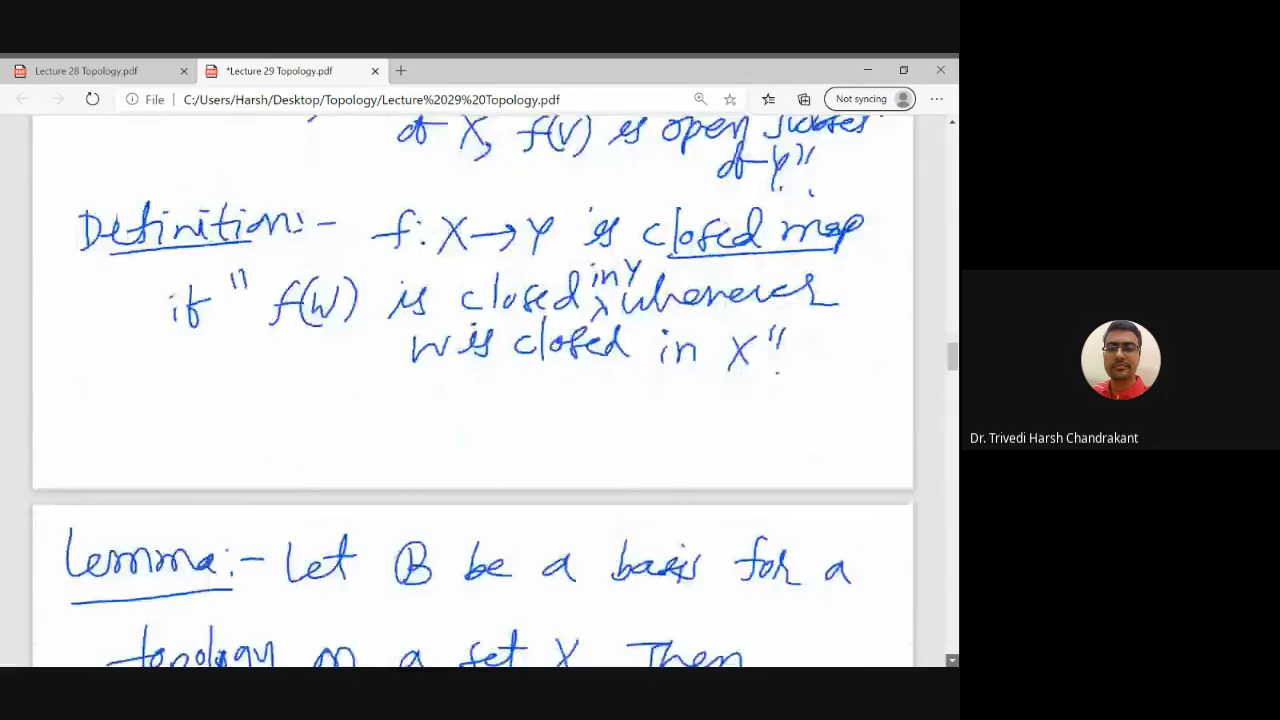 Lecture 28 Topology.pdf
*Lecture 29 Topology.pdf
File
C:/Users/Harsh/Desktop/Topology/Lecture%2029%20Topology.pdf
Not syncing
of X, f(V) is open subset
of Y"
Definition:- f: X→Y is closed map
if " f(W) is closed in Y whenever
W is closed in X"
Lemma:- Let B be a basis for a
topology on a set X. Then
Dr. Trivedi Harsh Chandrakant